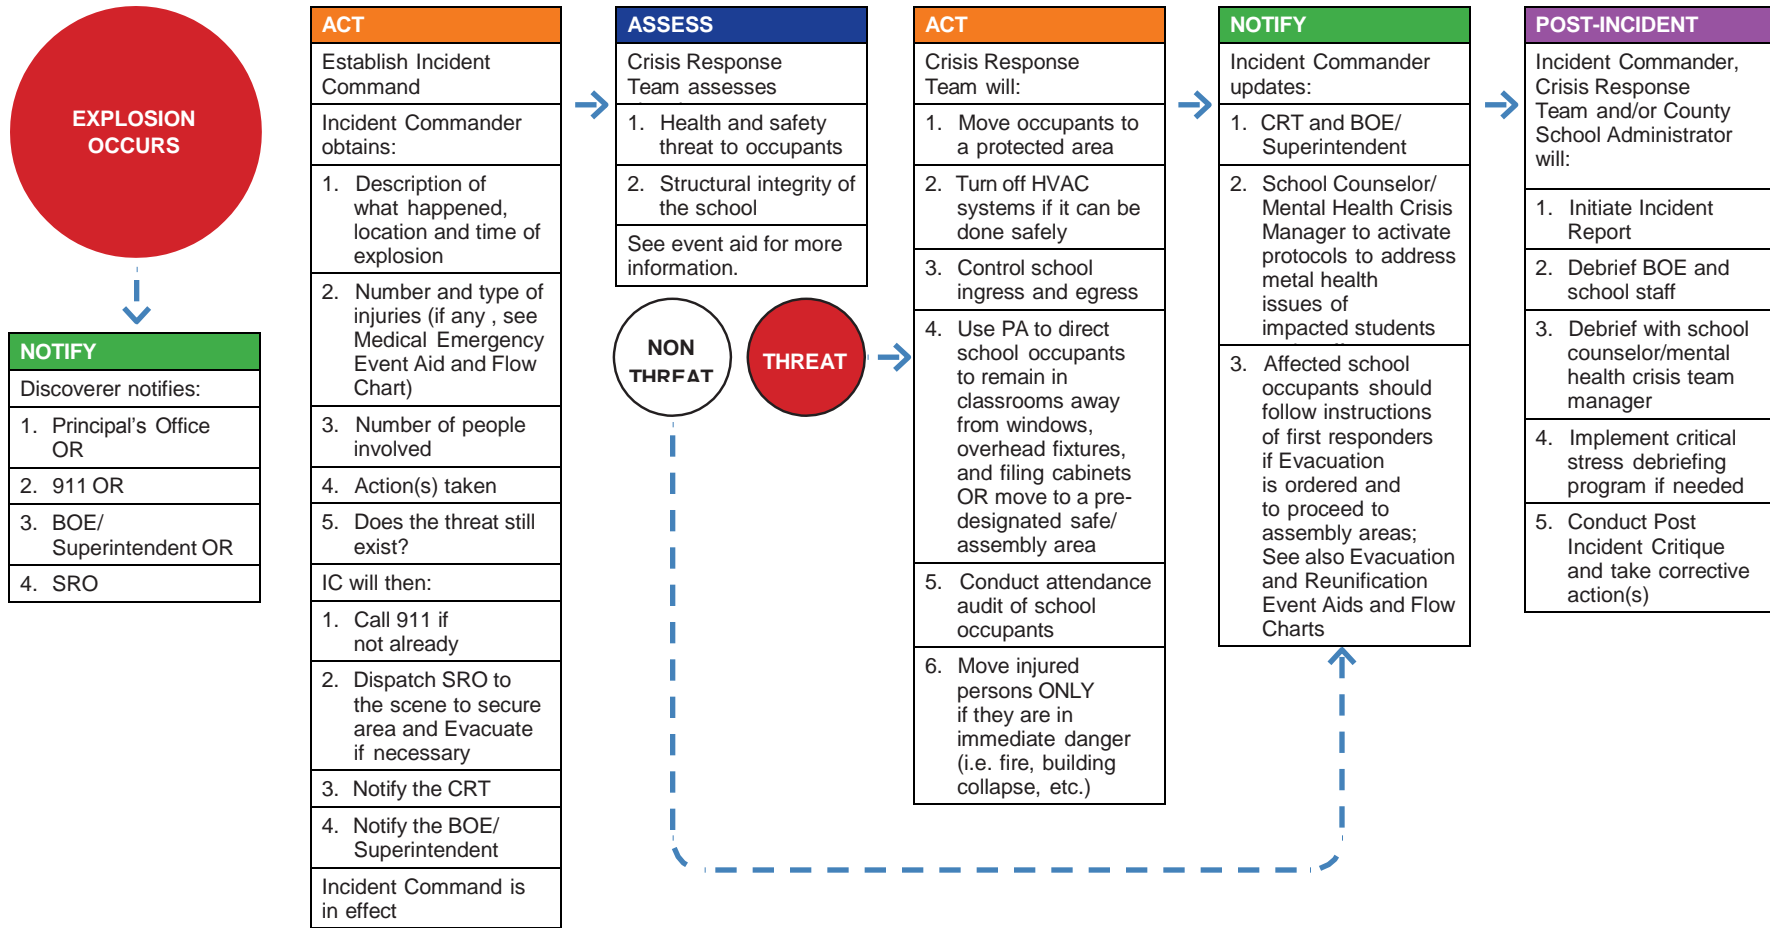 EXPLOSION
OCCURS
NOTIFY
Discoverer notifies:
1. Principal's Office
OR
2. 911 OR
3. BOE/
Superintendent OR
4. SRO
ACT
Establish Incident
Command
Incident Commander
obtains:
1. Description of
what happened,
location and time of
explosion
2. Number and type of
injuries (if any , see
Medical Emergency
Event Aid and Flow
Chart)
3. Number of people
involved
4. Action(s) taken
5. Does the threat still
exist?
IC will then:
1. Call 911 if
not already
2. Dispatch SRO to
the scene to secure
area and Evacuate
if necessary
3. Notify the CRT
4. Notify the BOE/
Superintendent
Incident Command is
in effect
ASSESS
Crisis Response
Team assesses
1. Health and safety
threat to occupants
2. Structural integrity of
the school
See event aid for more
information.
NON
THREAT
THREAT
ACT
Crisis Response
Team will:
1. Move occupants to
a protected area
2. Turn off HVAC
systems if it can be
done safely
3. Control school
ingress and egress
4. Use PA to direct
school occupants
to remain in
classrooms away
from windows,
overhead fixtures,
and filing cabinets
OR move to a pre-
designated safe/
assembly area
5. Conduct attendance
audit of school
occupants
6. Move injured
persons ONLY
if they are in
immediate danger
(i.e. fire, building
collapse, etc.)
NOTIFY
Incident Commander
updates:
1. CRT and BOE/
Superintendent
2. School Counselor/
Mental Health Crisis
Manager to activate
protocols to address
metal health
issues of
impacted students
3. Affected school
occupants should
follow instructions
of first responders
if Evacuation
is ordered and
to proceed to
assembly areas;
See also Evacuation
and Reunification
Event Aids and Flow
Charts
POST-INCIDENT
Incident Commander,
Crisis Response
Team and/or County
School Administrator
will:
1. Initiate Incident
Report
2. Debrief BOE and
school staff
3. Debrief with school
counselor/mental
health crisis team
manager
4. Implement critical
stress debriefing
program if needed
5. Conduct Post
Incident Critique
and take corrective
action(s)